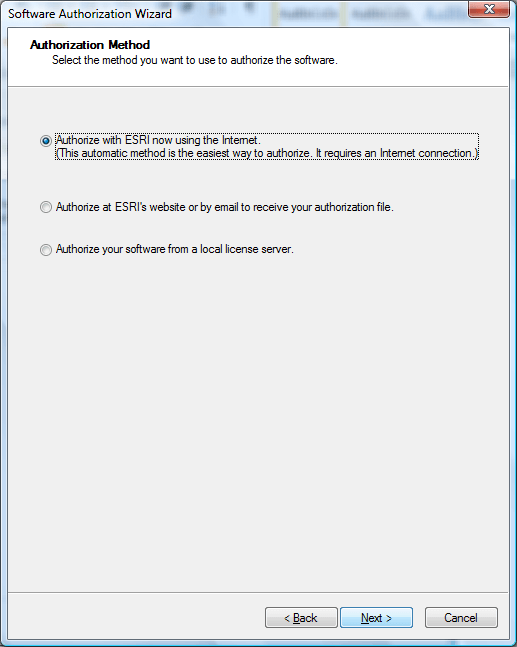 Software Authorization Wizard
Authorization Method
Select the method you want to use to authorize the software.
Authorize with ESRI now using the Internet.
(This automatic method is the easiest way to authorize. It requires an Internet connection.)
Authorize at ESRI's website or by email to receive your authorization file.
Authorize your software from a local license server.
< Back
Next >
Cancel